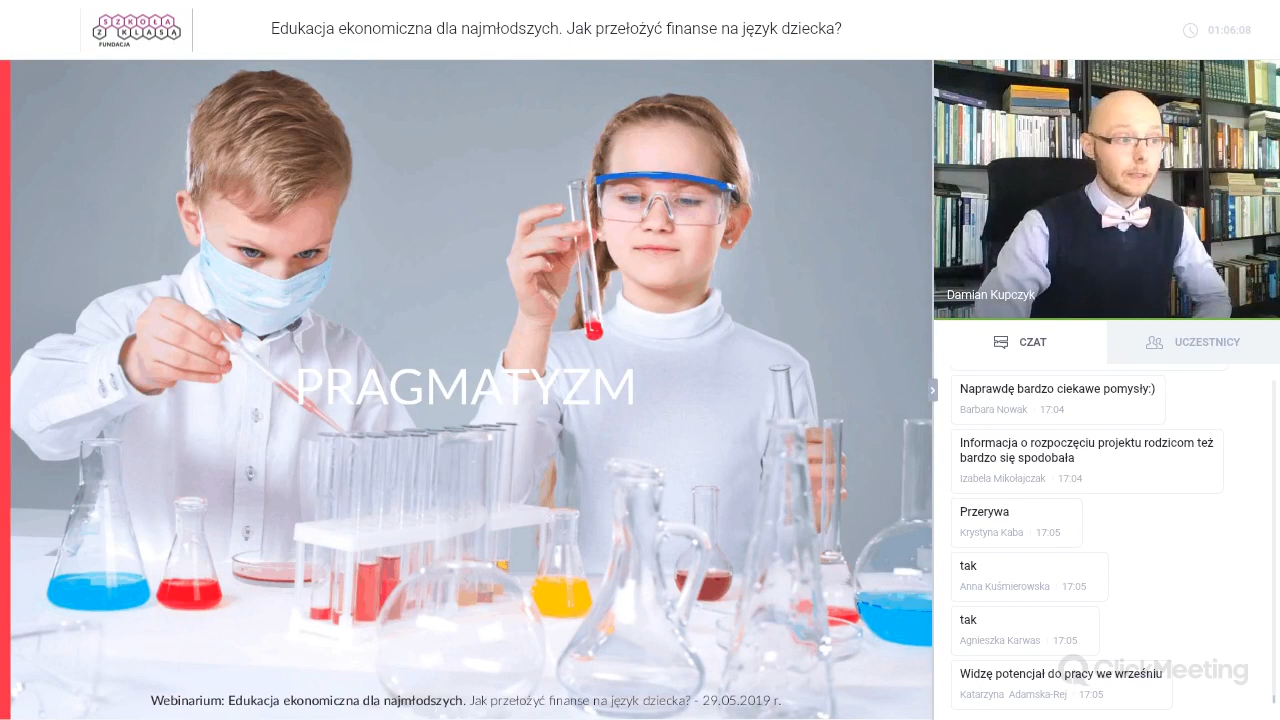 SZKOŁA
Z KLASĄ
FUNDACJA
Edukacja ekonomiczna dla najmłodszych. Jak przełożyć finanse na język dziecka?
01:06:08
PRAGMATYZM
Webinarium: Edukacja ekonomiczna dla najmłodszych. Jak przełożyć finanse na język dziecka? - 29.05.2019 r.
Damian Kupczyk
CZAT
UCZESTNICY
Naprawdę bardzo ciekawe pomysły:)
Barbara Nowak · 17:04
Informacja o rozpoczęciu projektu rodzicom też
bardzo się spodobała
Izabela Mikołajczak · 17:04
Przerywa
Krystyna Kaba · 17:05
tak
Anna Kuśmierowska · 17:05
tak
Agnieszka Karwas · 17:05
Widzę potencjał do pracy we wrześniu
Katarzyna Adamska-Rej · 17:05
ClickMeeting